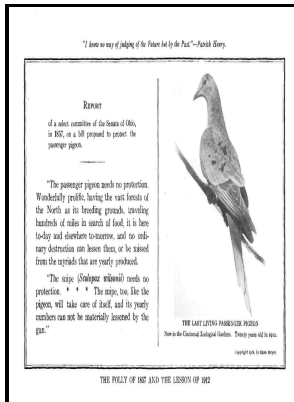 "I know no way of judging of the Future but by the Past."—Patrick Henry.
REPORT
of a select committee of the Senate of Ohio,
in 1857, on a bill proposed to protect the
passenger pigeon.
"The passenger pigeon needs no protection.
Wonderfully prolific, having the vast forests of
the North as its breeding grounds, traveling
hundreds of miles in search of food, it is here
to-day and elsewhere to-morrow, and no ordi-
nary destruction can lessen them, or be missed
from the myriads that are yearly produced.
"The snipe (Scolopax wilsonii) needs no
protection. * * * The snipe, too, like the
pigeon, will take care of itself, and its yearly
numbers can not be materially lessened by the
gun."
THE LAST LIVING PASSENGER PIGEON
Now in the Cincinnati Zoological Gardens. Twenty years old in 1912.
Copyright 1911, by Enno Meyer.
THE FOLLY OF 1857 AND THE LESSON OF 1912